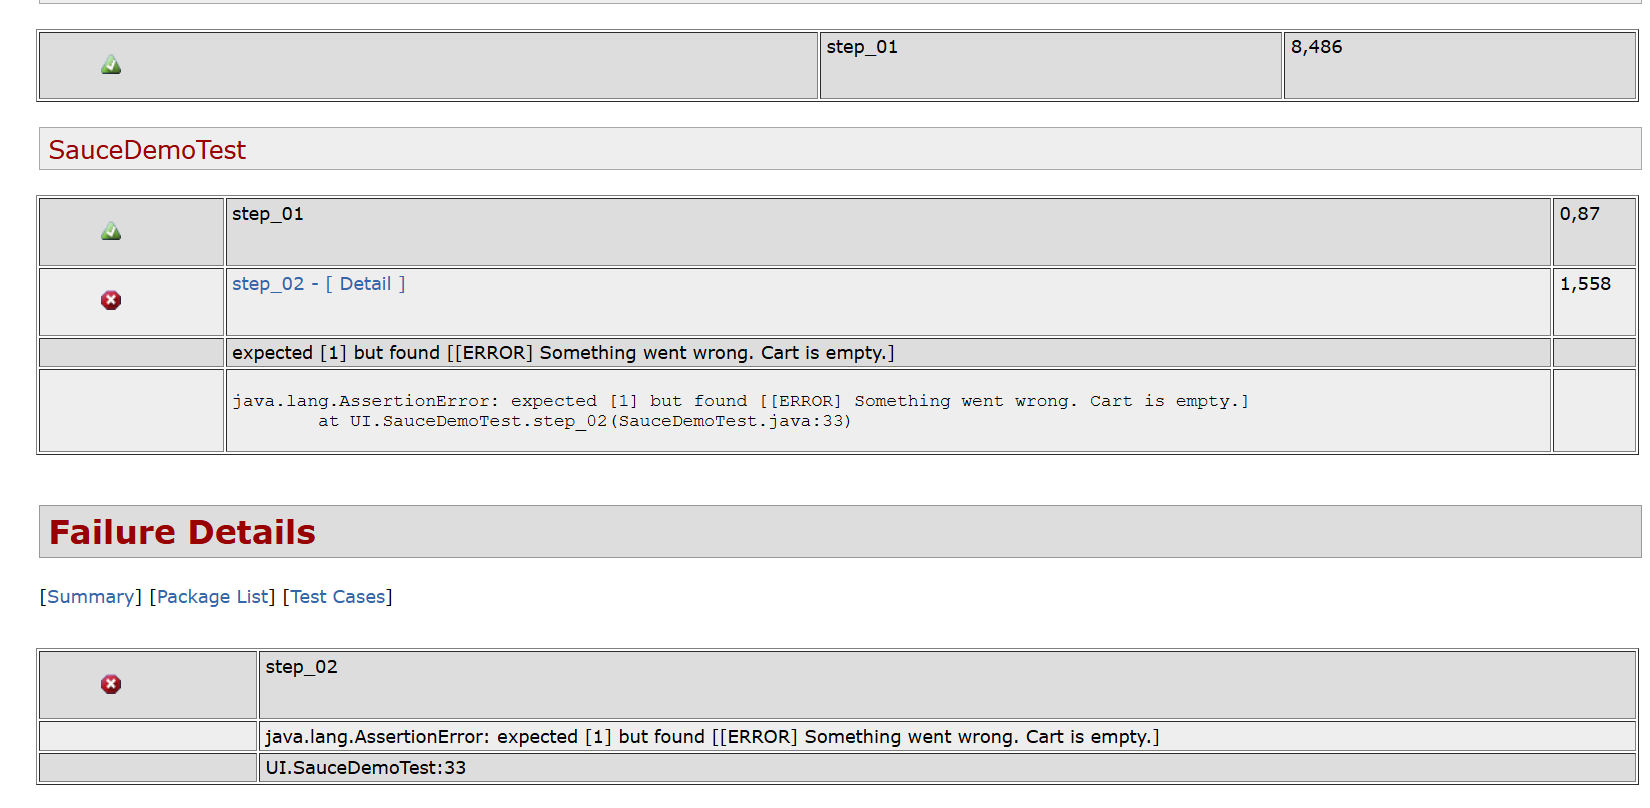 step_01 8,486
SauceDemoTest
step_01 0,87
step_02 - [ Detail ] 1,558
expected [1] but found [[ERROR] Something went wrong. Cart is empty.]
java.lang.AssertionError: expected [1] but found [[ERROR] Something went wrong. Cart is empty.]
at UI.SauceDemoTest.step_02(SauceDemoTest.java:33)
Failure Details
[Summary] [Package List] [Test Cases]
step_02
java.lang.AssertionError: expected [1] but found [[ERROR] Something went wrong. Cart is empty.]
UI.SauceDemoTest:33